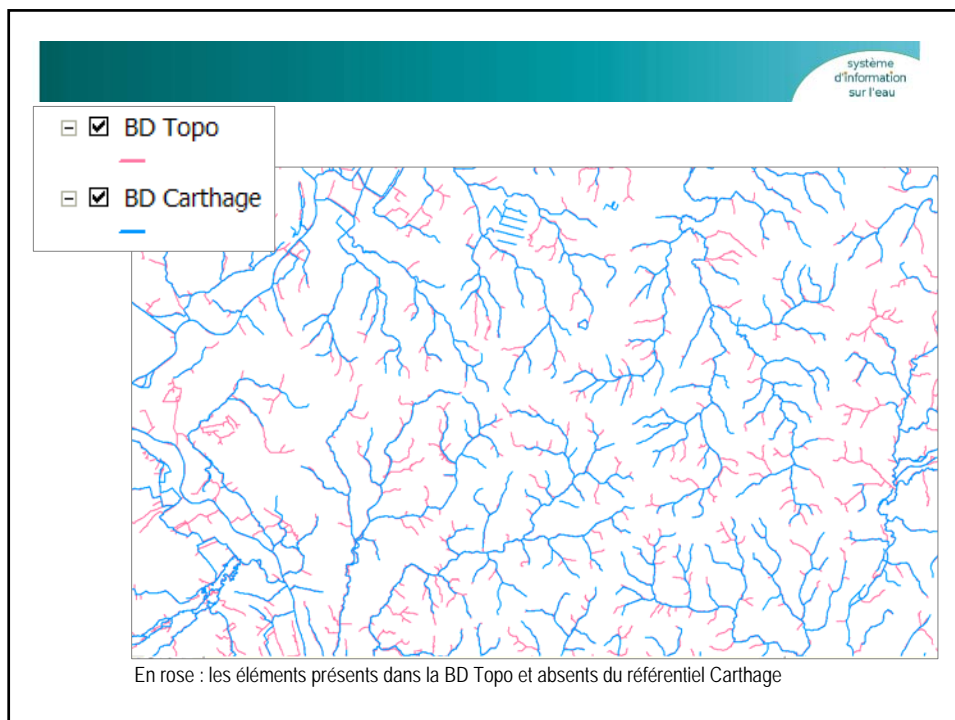 système
d'information
sur l'eau
BD Topo
BD Carthage
En rose : les éléments présents dans la BD Topo et absents du référentiel Carthage